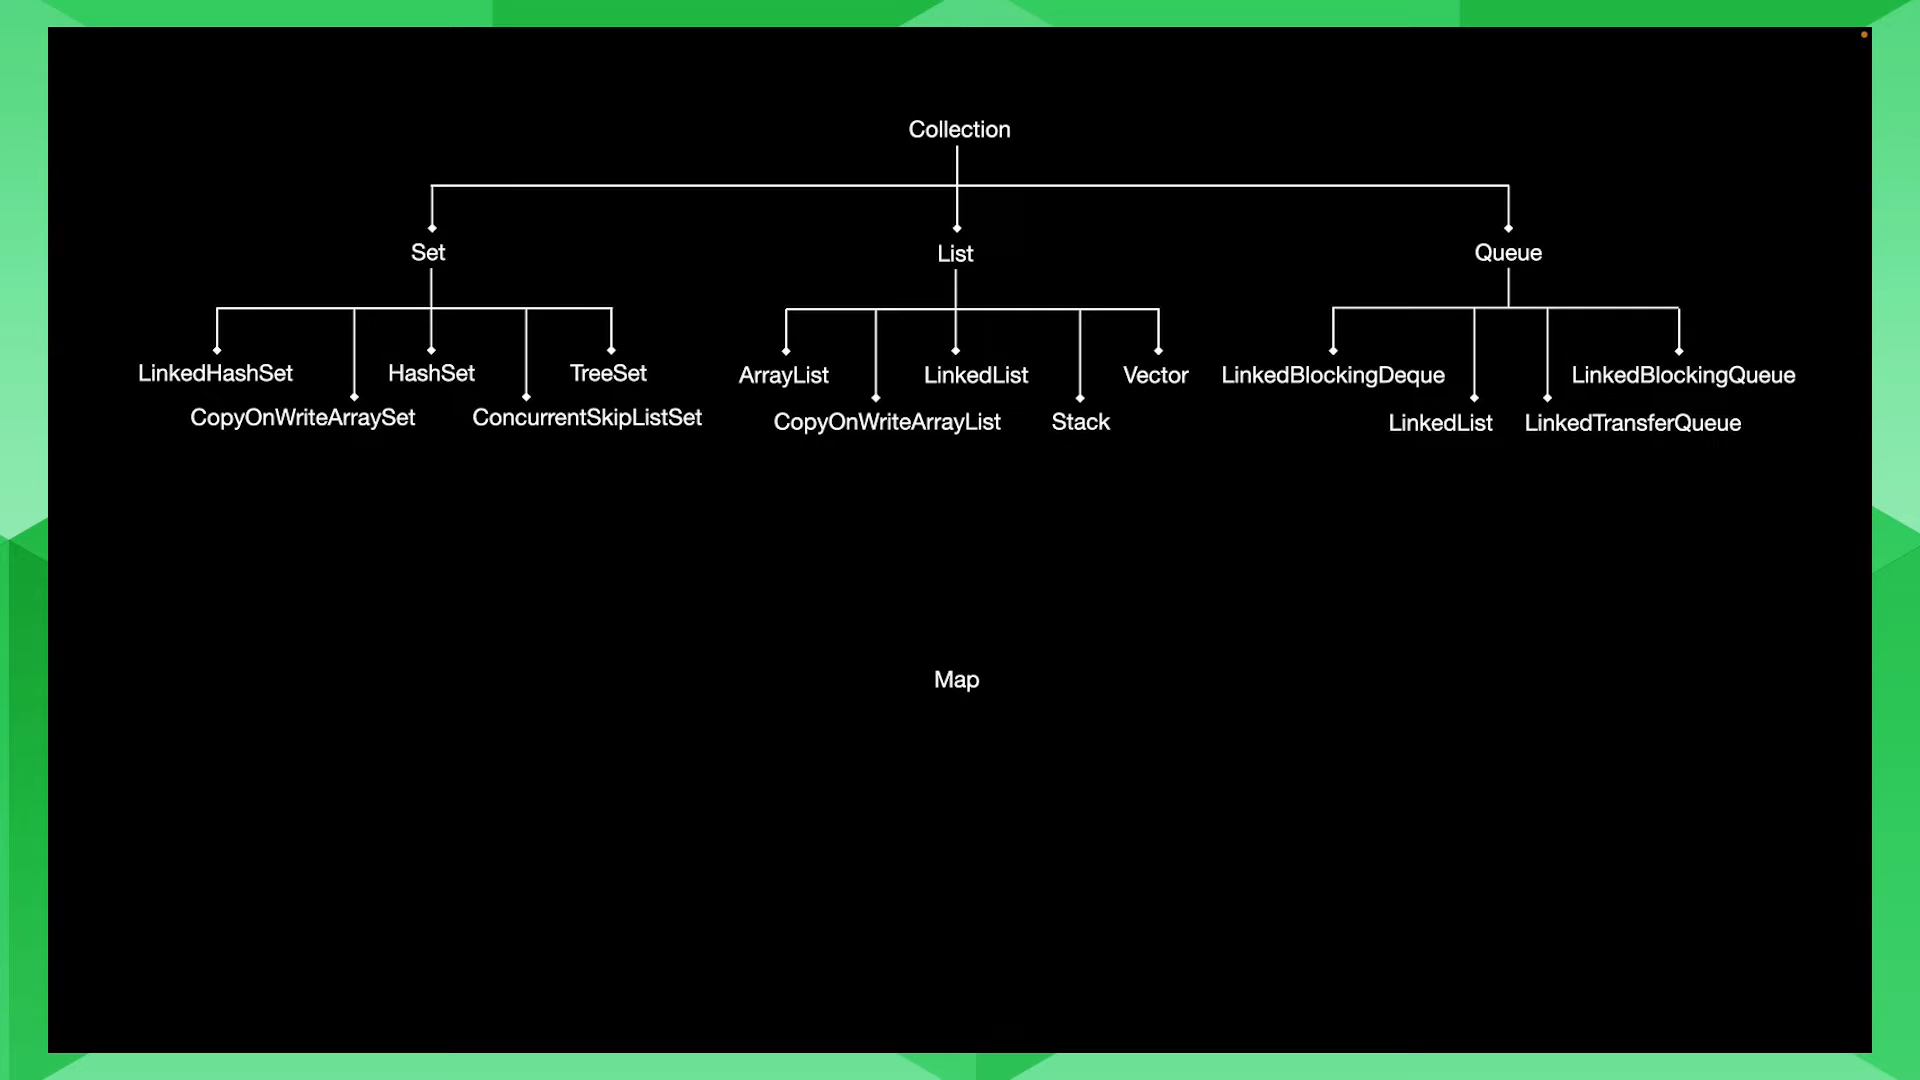 Collection
Set List Queue
LinkedHashSet HashSet TreeSet ArrayList LinkedList Vector LinkedBlockingDeque LinkedBlockingQueue
CopyOnWriteArraySet ConcurrentSkipListSet CopyOnWriteArrayList Stack LinkedList LinkedTransferQueue
Map